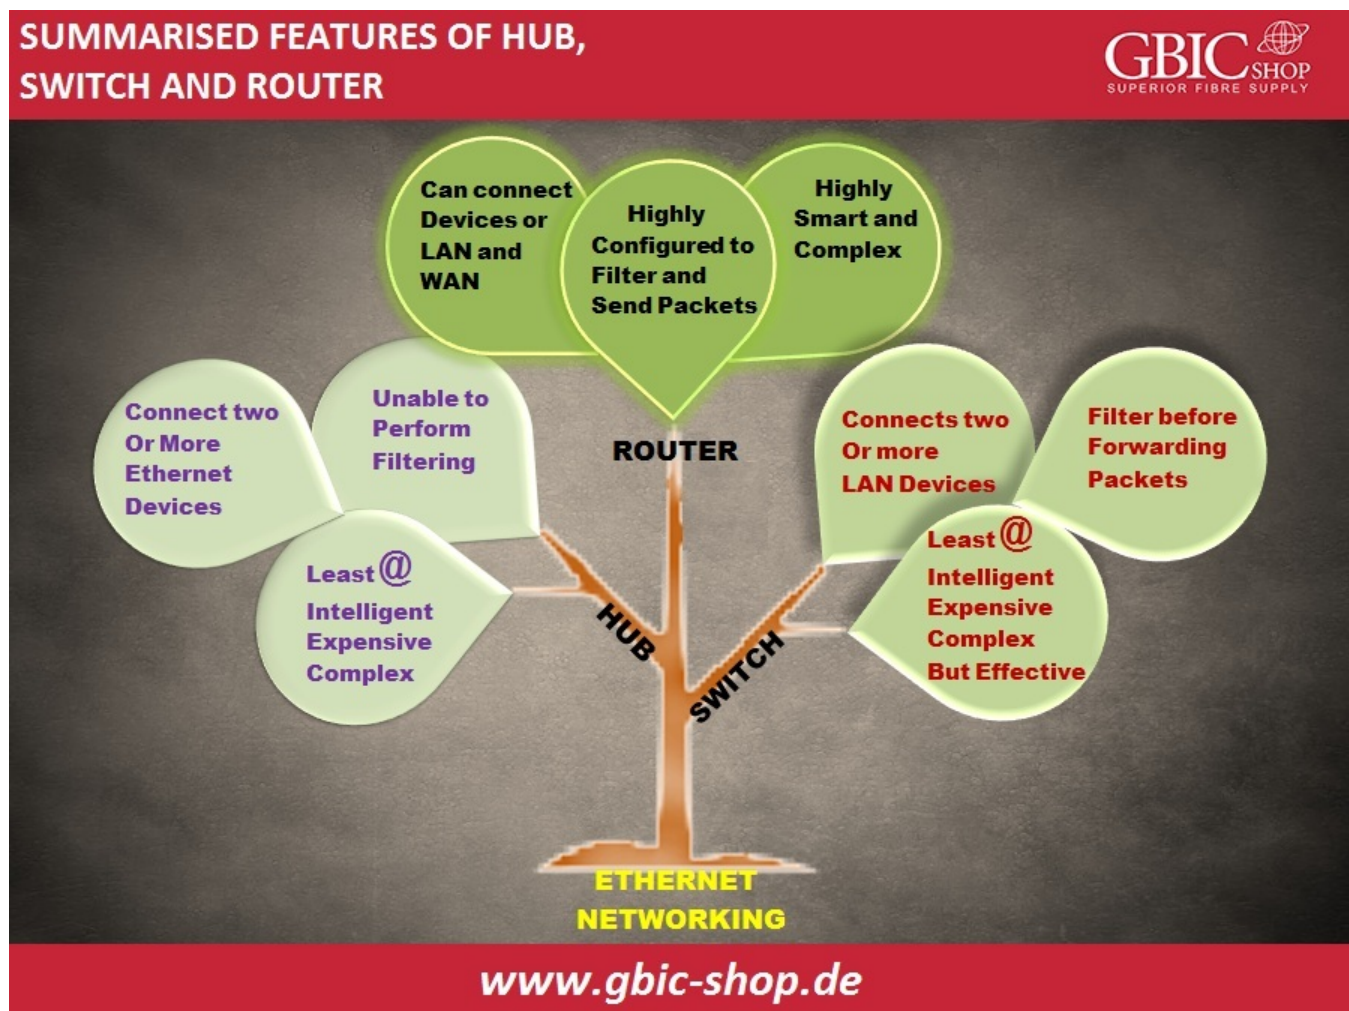 SUMMARISED FEATURES OF HUB,
SWITCH AND ROUTER
GBIC
SHOP
SUPERIOR FIBRE SUPPLY
Can connect
Devices or
LAN and
WAN
Highly
Configured to
Filter and
Send Packets
Highly
Smart and
Complex
Connect two
Or More
Ethernet
Devices
Unable to
Perform
Filtering
Least @
Intelligent
Expensive
Complex
ROUTER
Connects two
Or more
LAN Devices
Filter before
Forwarding
Packets
Least @
Intelligent
Expensive
Complex
But Effective
HUB
SWITCH
ETHERNET
NETWORKING
www.gbic-shop.de